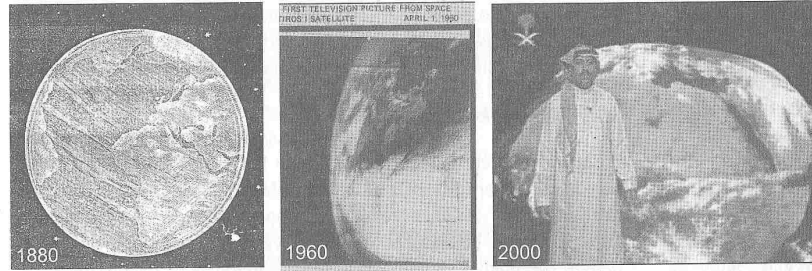 FIRST TELEVISION PICTURE FROM SPACE
TIROS I SATELLITE APRIL 1, 1960
1880
1960
2000